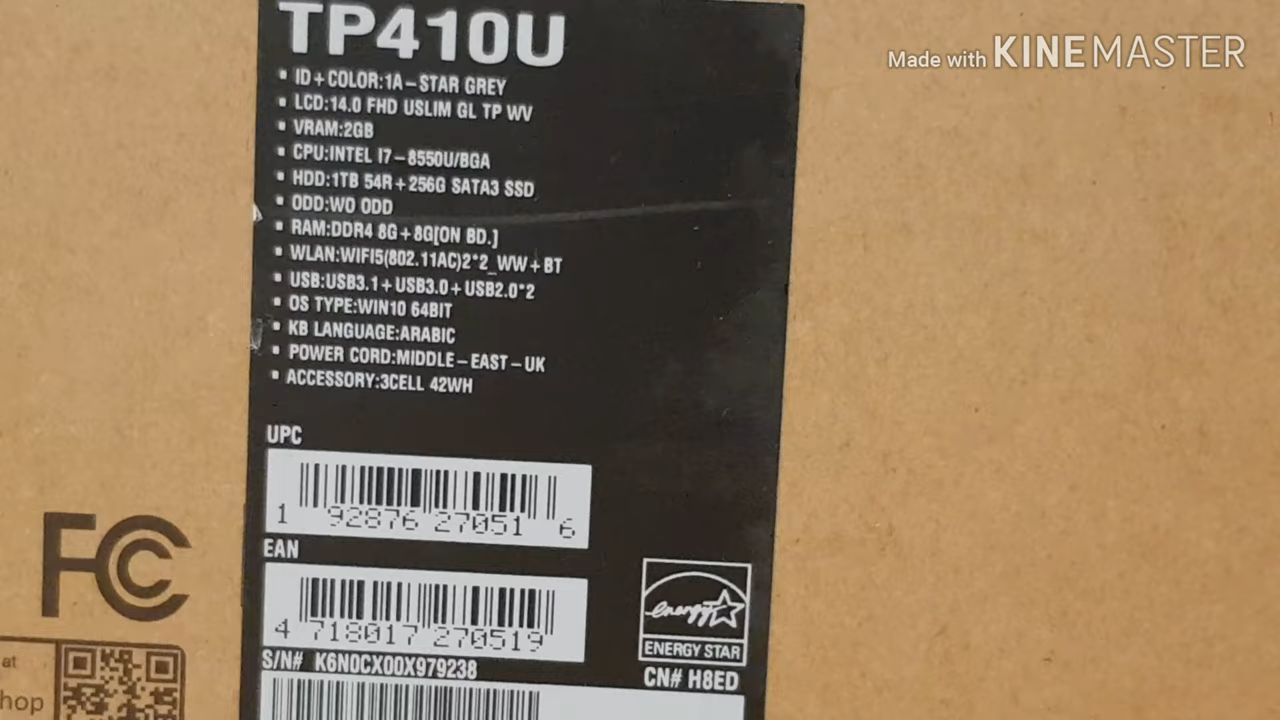 TP410U
Made with KINEMASTER
▪ ID+COLOR:1A-STAR GREY
▪ LCD:14.0 FHD USLIM GL TP WV
▪ VRAM:2GB
▪ CPU:INTEL I7-8550U/BGA
▪ HDD:1TB 54R+256G SATA3 SSD
▪ ODD:WO ODD
▪ RAM:DDR4 8G+8G[ON BD.]
▪ WLAN:WIFI5(802.11AC)2*2_WW+BT
▪ USB:USB3.1+USB3.0+USB2.0*2
▪ OS TYPE:WIN10 64BIT
▪ KB LANGUAGE:ARABIC
▪ POWER CORD:MIDDLE-EAST-UK
▪ ACCESSORY:3CELL 42WH
UPC
1 92876 27051 6
FC
EAN
4 718017 270519
energy
ENERGY STAR
S/N# K6N0CX00X979238
CN# H8ED
at
hop